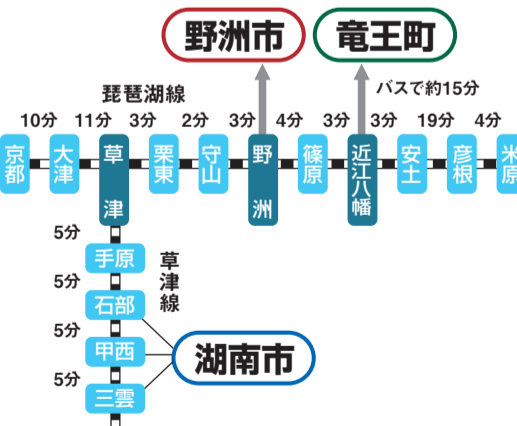 野洲市
竜王町
琵琶湖線
バスで約15分
10分
11分
3分
2分
3分
4分
3分
3分
19分
4分
京都
大津
草津
栗東
守山
野洲
篠原
近江八幡
安土
彦根
米原
5分
手原
草津線
5分
石部
5分
甲西
湖南市
5分
三雲